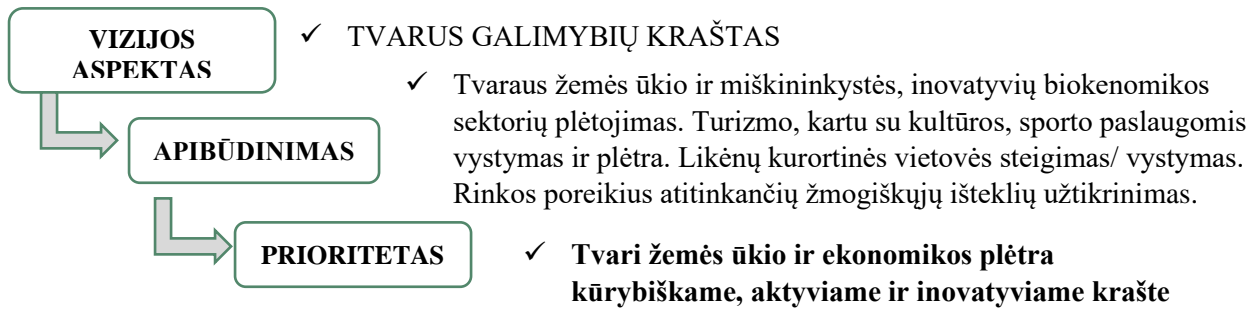 VIZIJOS
ASPEKTAS
✓ TVARUS GALIMYBIŲ KRAŠTAS
APIBŪDINIMAS
✓ Tvaraus žemės ūkio ir miškininkystės, inovatyvių biokenomikos
sektorių plėtojimas. Turizmo, kartu su kultūros, sporto paslaugomis
vystymas ir plėtra. Likėnų kurortinės vietovės steigimas/ vystymas.
Rinkos poreikius atitinkančių žmogiškųjų išteklių užtikrinimas.
PRIORITETAS
✓ Tvari žemės ūkio ir ekonomikos plėtra
kūrybiškame, aktyviame ir inovatyviame krašte